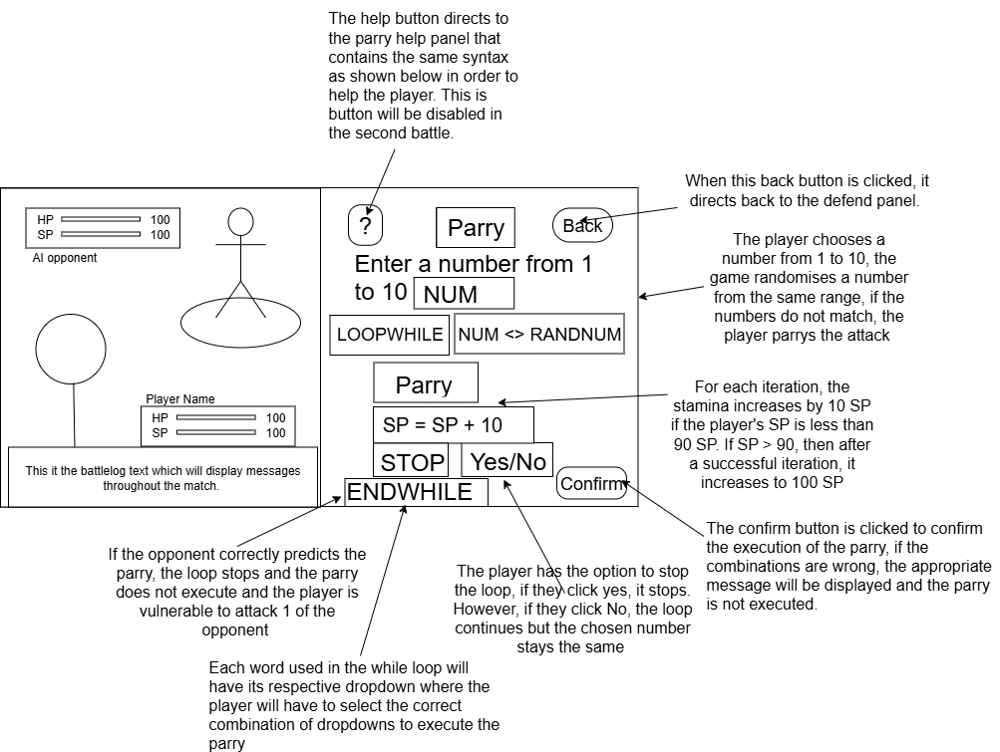 The help button directs to
the parry help panel that
contains the same syntax
as shown below in order to
help the player. This is
button will be disabled in
the second battle.
When this back button is clicked, it
directs back to the defend panel.
HP 100
SP 100
AI opponent
?
Parry
Back
Enter a number from 1
to 10 NUM
LOOPWHILE NUM <> RANDNUM
The player chooses a
number from 1 to 10, the
game randomises a number
from the same range, if the
numbers do not match, the
player parrys the attack
Parry
SP = SP + 10
STOP Yes/No
ENDWHILE
Confirm
For each iteration, the
stamina increases by 10 SP
if the player's SP is less than
90 SP. If SP > 90, then after
a successful iteration, it
increases to 100 SP
Player Name
HP 100
SP 100
This it the battlelog text which will display messages
throughout the match.
The confirm button is clicked to confirm
the execution of the parry, if the
combinations are wrong, the appropriate
message will be displayed and the parry
is not executed.
If the opponent correctly predicts the
parry, the loop stops and the parry
does not execute and the player is
vulnerable to attack 1 of the
opponent
The player has the option to stop
the loop, if they click yes, it stops.
However, if they click No, the loop
continues but the chosen number
stays the same
Each word used in the while loop will
have its respective dropdown where the
player will have to select the correct
combination of dropdowns to execute the
parry